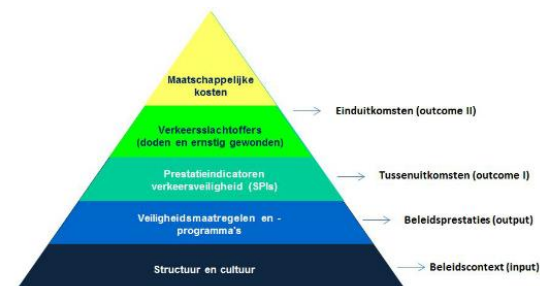 Maatschappelijke
kosten
Einduitkomsten (outcome II)
Verkeersslachtoffers
(doden en ernstig gewonden)
Prestatieindicatoren
verkeersveiligheid (SPIs)
Tussenuitkomsten (outcome I)
Veiligheidsmaatregelen en -
programma's
Beleidsprestaties (output)
Structuur en cultuur
Beleidscontext (input)